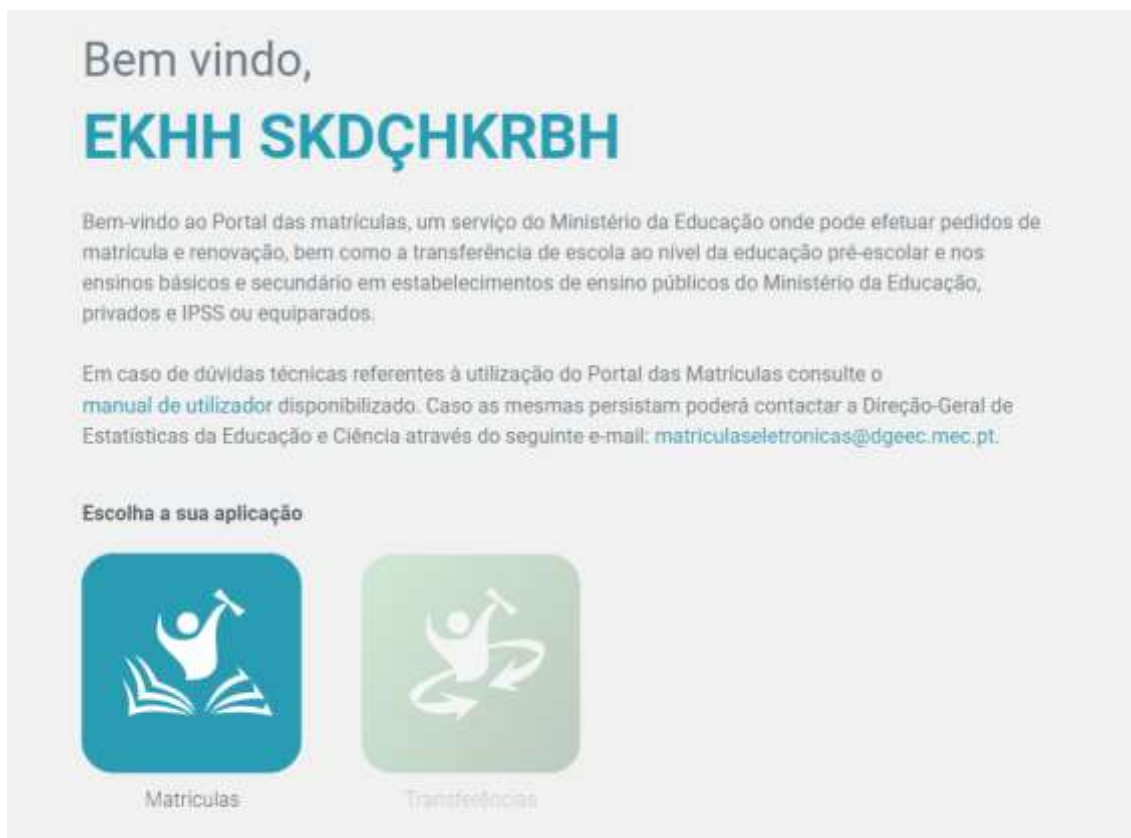 Bem vindo,
EKHH SKDÇHKRBH
Bem-vindo ao Portal das matrículas, um serviço do Ministério da Educação onde pode efetuar pedidos de
matrícula e renovação, bem como a transferência de escola ao nível da educação pré-escolar e nos
ensinos básicos e secundário em estabelecimentos de ensino públicos do Ministério da Educação,
privados e IPSS ou equiparados.
Em caso de dúvidas técnicas referentes à utilização do Portal das Matrículas consulte o
manual de utilizador disponibilizado. Caso as mesmas persistam poderá contactar a Direção-Geral de
Estatísticas da Educação e Ciência através do seguinte e-mail: matriculaseletronicas@dgeec.mec.pt.
Escolha a sua aplicação
Matrículas
Transferências